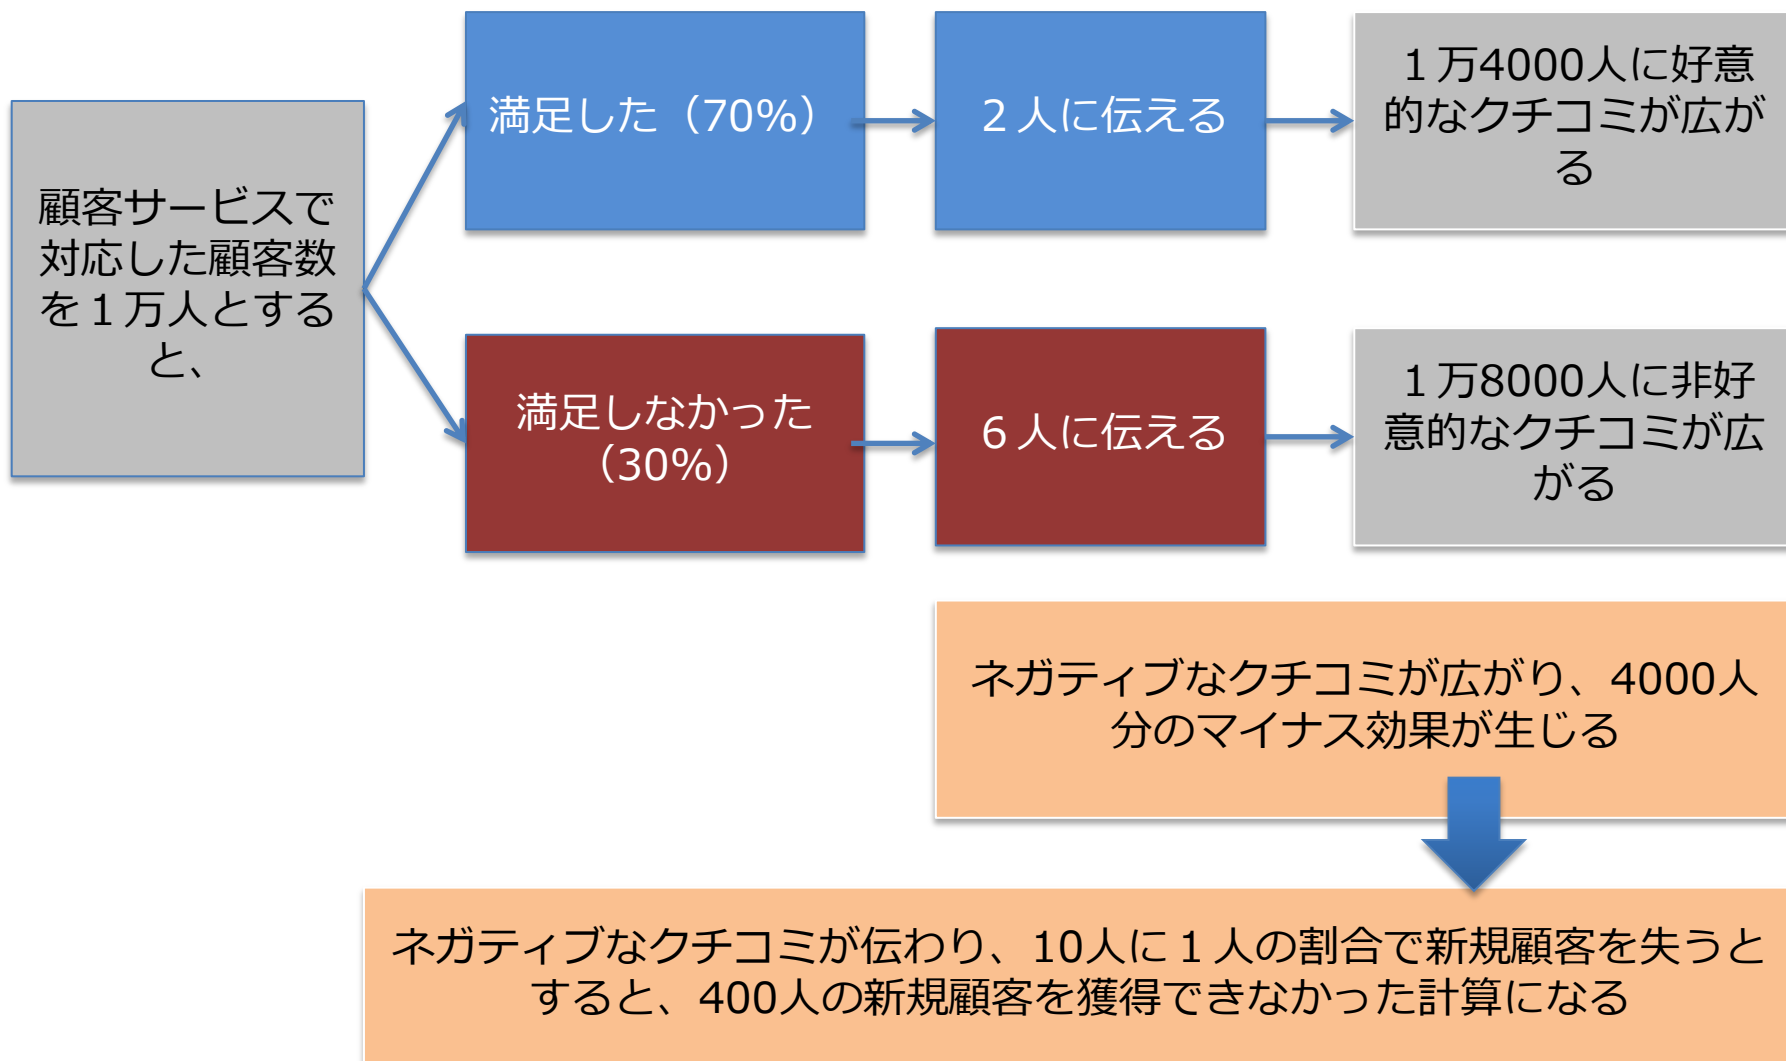 顧客サービスで
対応した顧客数
を１万人とする
と、
満足した（70%）
２人に伝える
１万4000人に好意
的なクチコミが広が
る
満足しなかった
（30%）
６人に伝える
１万8000人に非好
意的なクチコミが広
がる
ネガティブなクチコミが広がり、4000人
分のマイナス効果が生じる
ネガティブなクチコミが伝わり、10人に１人の割合で新規顧客を失うと
すると、400人の新規顧客を獲得できなかった計算になる